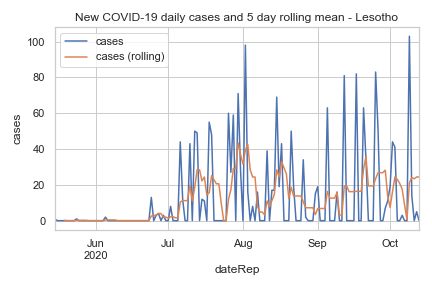 New COVID-19 daily cases and 5 day rolling mean - Lesotho
cases
cases (rolling)
100
80
60
40
20
0
cases
Jun
2020
Jul
Aug
Sep
Oct
dateRep